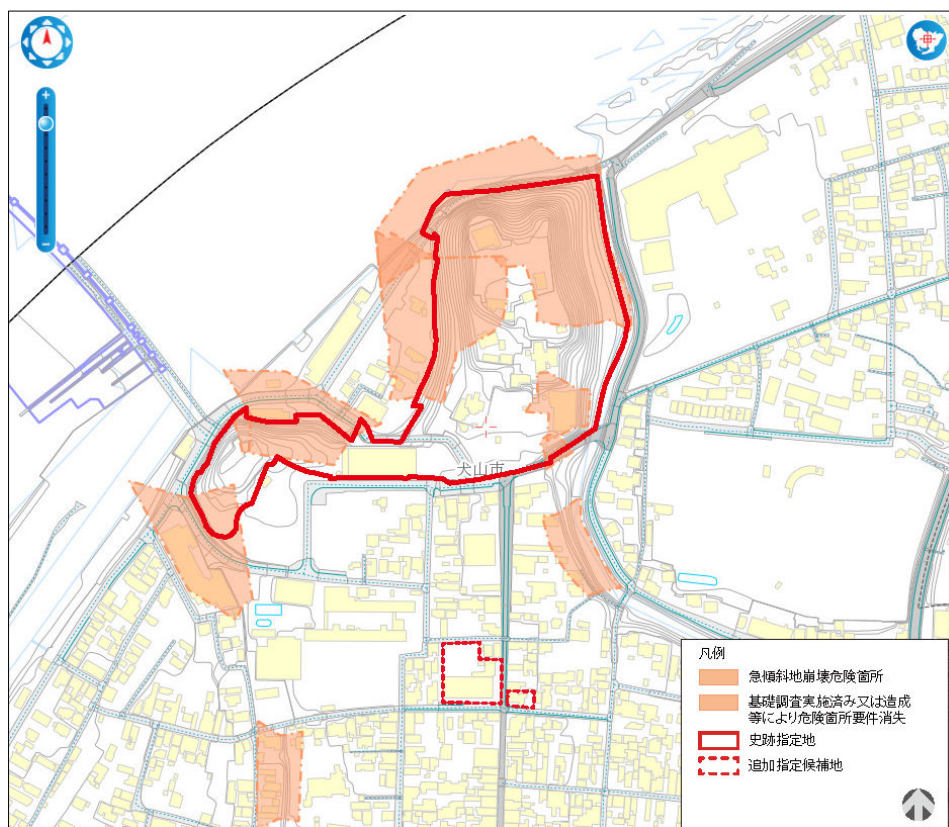 +
−
犬山市
凡例
急傾斜地崩壊危険箇所
基礎調査実施済み又は造成
等により危険箇所要件消失
史跡指定地
追加指定候補地